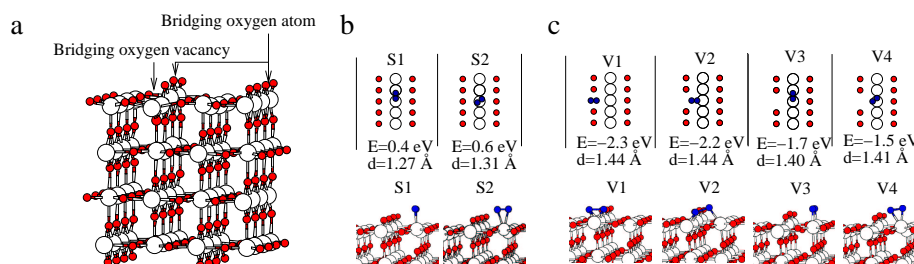 a
Bridging oxygen atom
Bridging oxygen vacancy
b
S1
S2
E=0.4 eV
d=1.27 Å
E=0.6 eV
d=1.31 Å
S1
S2
c
V1
V2
V3
V4
E=−2.3 eV
d=1.44 Å
E=−2.2 eV
d=1.44 Å
E=−1.7 eV
d=1.40 Å
E=−1.5 eV
d=1.41 Å
V1
V2
V3
V4